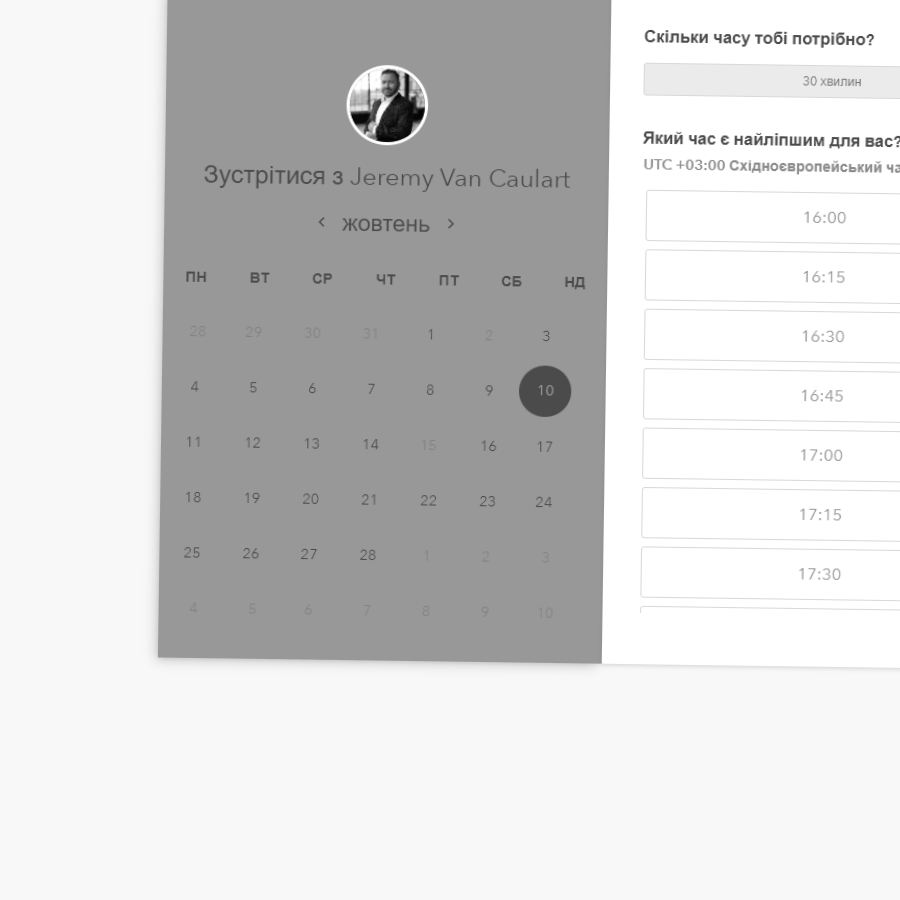 Зустрітися з Jeremy Van Caulart
жовтень
ПН ВТ СР ЧТ ПТ СБ НД
28 29 30 31 1 2 3
4 5 6 7 8 9 10
11 12 13 14 15 16 17
18 19 20 21 22 23 24
25 26 27 28 1 2 3
4 5 6 7 8 9 10
Скільки часу тобі потрібно?
30 хвилин
Який час є найліпшим для вас?
UTC +03:00 Східноєвропейський
16:00
16:15
16:30
16:45
17:00
17:15
17:30